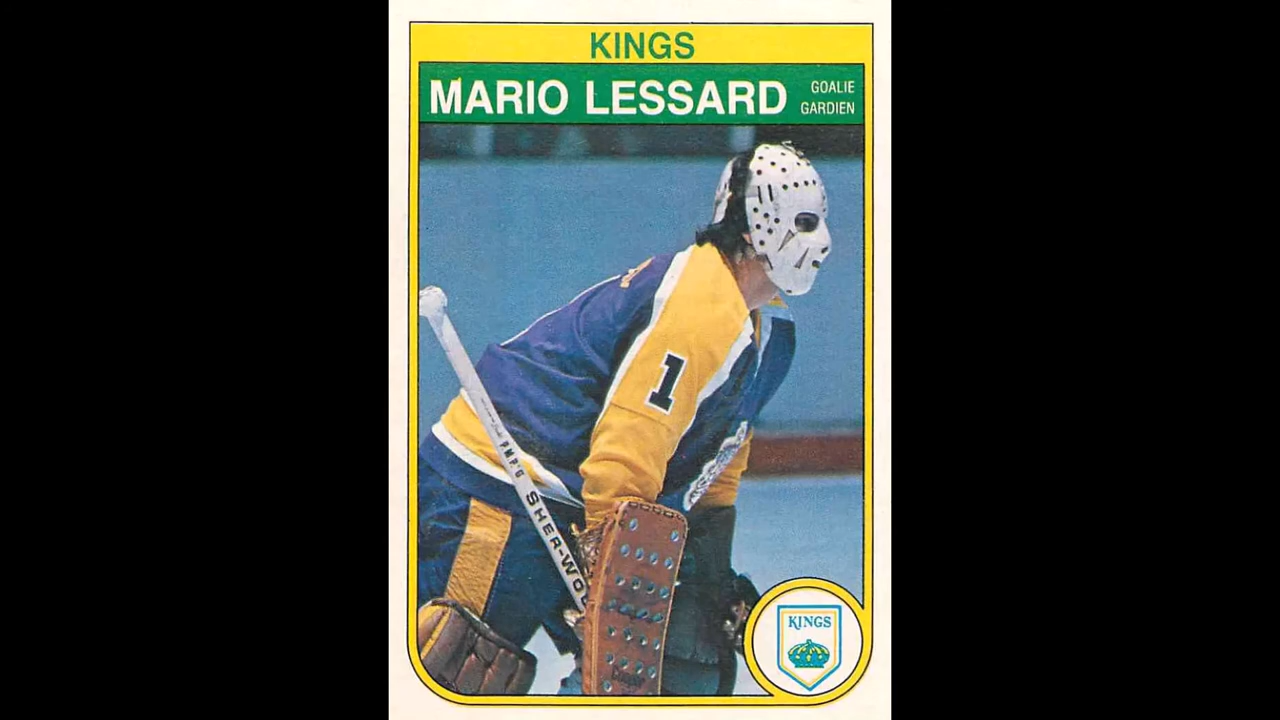 KINGS
MARIO LESSARD
GOALIE
GARDIEN
1
P.M.P.'G
SHER-WO
KINGS